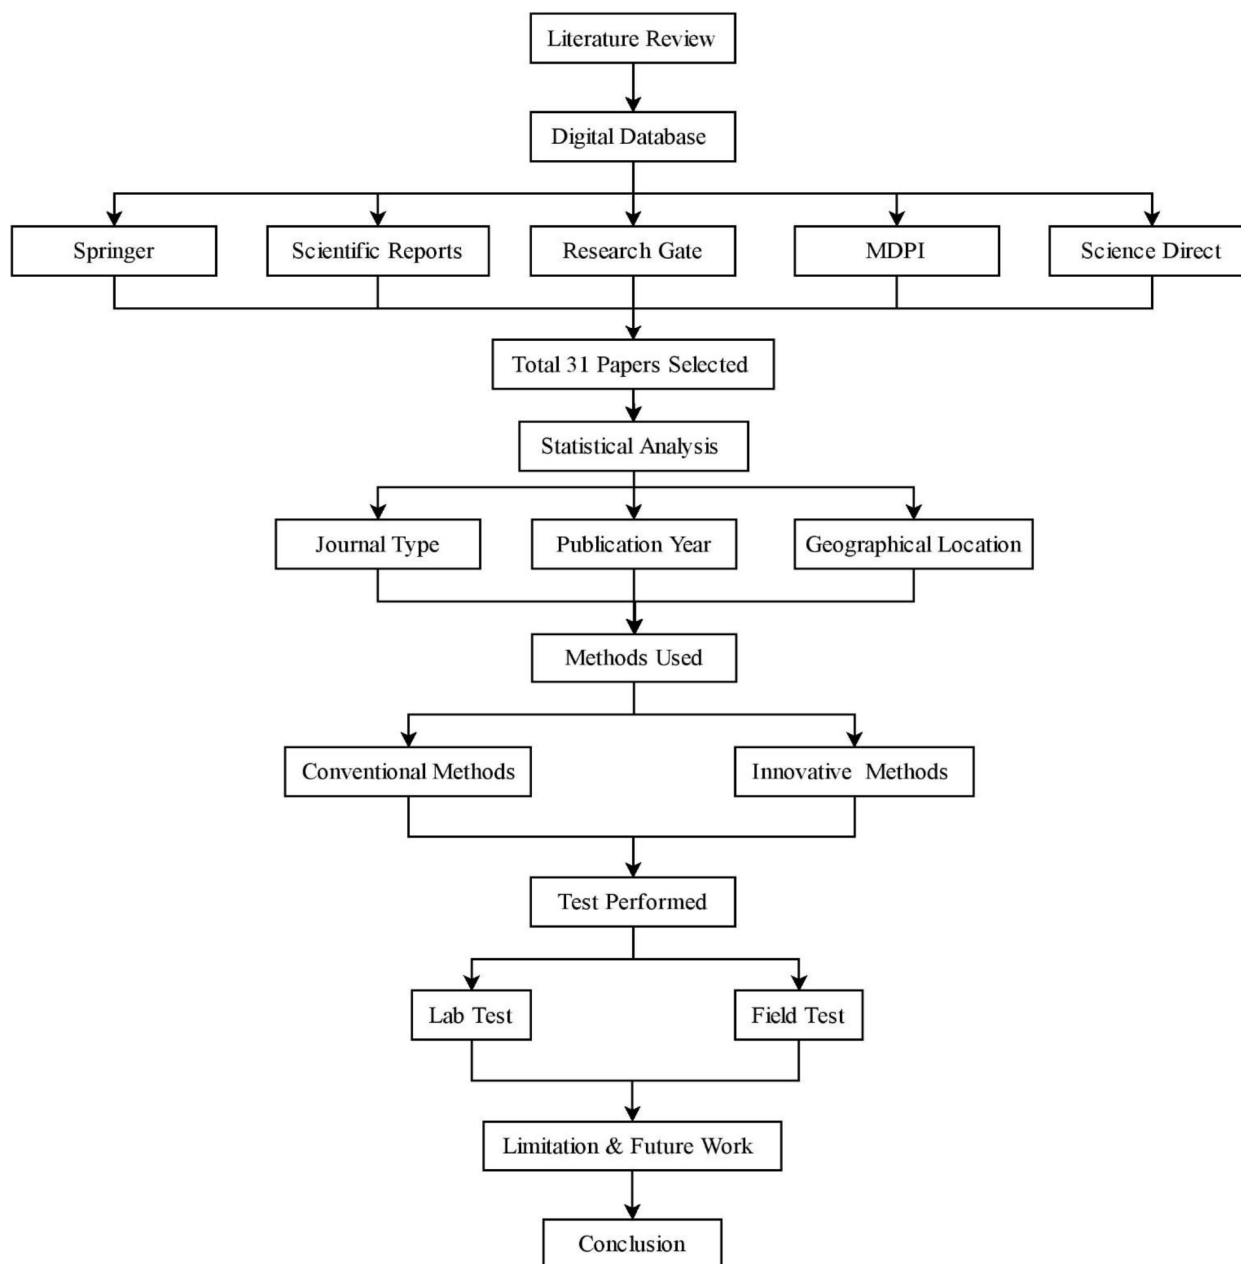 Literature Review
Digital Database
Springer
Scientific Reports
Research Gate
MDPI
Science Direct
Total 31 Papers Selected
Statistical Analysis
Journal Type
Publication Year
Geographical Location
Methods Used
Conventional Methods
Innovative Methods
Test Performed
Lab Test
Field Test
Limitation & Future Work
Conclusion